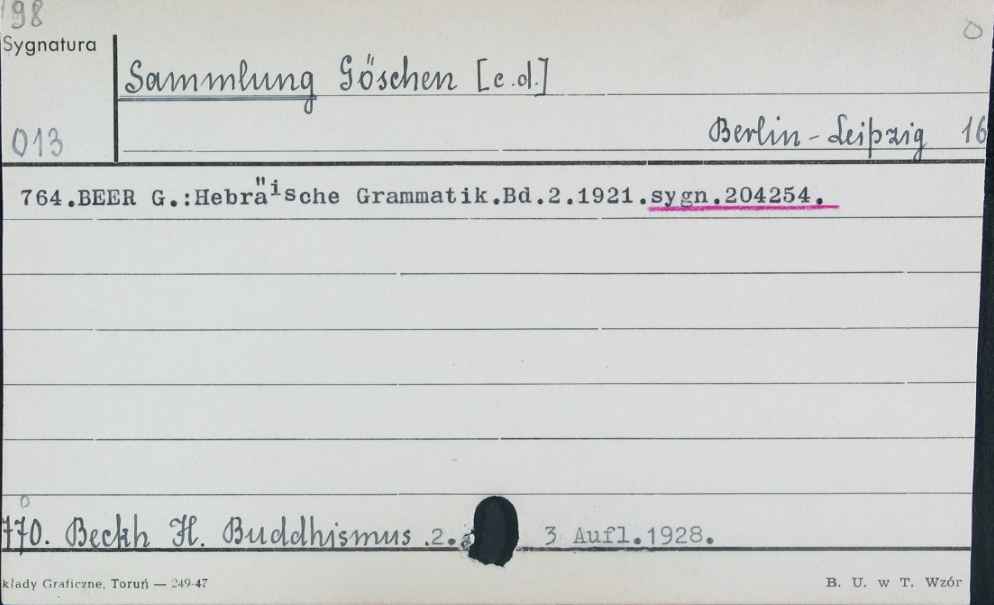 198
Sygnatura
Sammlung Göschen [c.d.]
013
Berlin-Leipzig 16
764.BEER G.:Hebräische Grammatik.Bd.2.1921.sygn.204254.
770. Beckh H. Buddhismus .2. 3 Aufl.1928.
kłady Graficzne, Toruń — 249-47
B. U. w T. Wzór